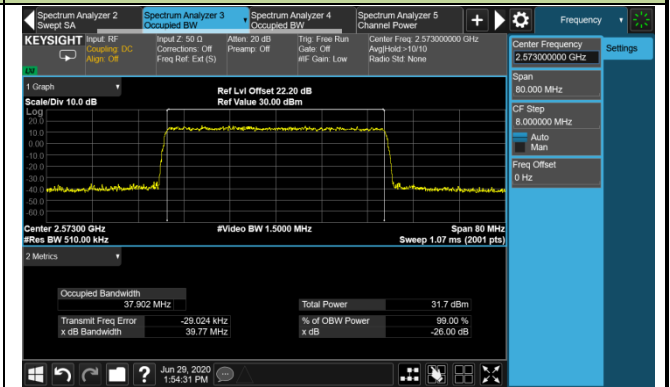 Spectrum Analyzer 2
Swept SA
Spectrum Analyzer 3
Occupied BW
Spectrum Analyzer 4
Occupied BW
Spectrum Analyzer 5
Channel Power
Frequency
KEYSIGHT
Input: RF
Coupling: DC
Align: Off
Input Z: 50 Ω
Corrections: Off
Freq Ref: Ext (S)
Atten: 20 dB
Preamp: Off
Trig: Free Run
Gate: Off
#IF Gain: Low
Center Freq: 2.573000000 GHz
Avg|Hold:>10/10
Radio Std: None
LV
Center Frequency
2.573000000 GHz
Settings
Span
80.000 MHz
CF Step
8.000000 MHz
Auto
Man
Freq Offset
0 Hz
1 Graph
Scale/Div 10.0 dB
Ref Lvl Offset 22.20 dB
Ref Value 30.00 dBm
Log
20.0
10.0
0.00
-10.0
-20.0
-30.0
-40.0
-50.0
-60.0
Center 2.57300 GHz
#Res BW 510.00 kHz
#Video BW 1.5000 MHz
Span 80 MHz
Sweep 1.07 ms (2001 pts)
2 Metrics
Occupied Bandwidth
37.902 MHz
Total Power 31.7 dBm
Transmit Freq Error -29.024 kHz
% of OBW Power 99.00 %
x dB Bandwidth 39.77 MHz
x dB -26.00 dB
Jun 29, 2020
1:54:31 PM